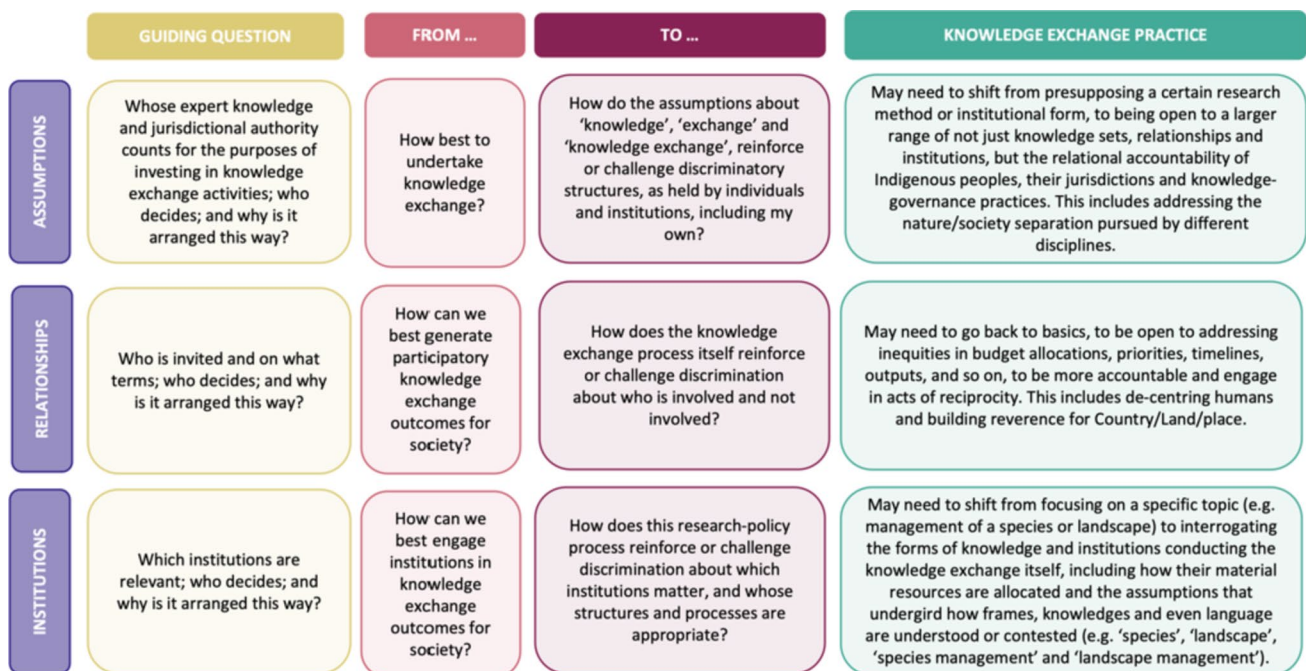 GUIDING QUESTION
FROM ...
TO ...
KNOWLEDGE EXCHANGE PRACTICE
ASSUMPTIONS
Whose expert knowledge
and jurisdictional authority
counts for the purposes of
investing in knowledge
exchange activities; who
decides; and why is it
arranged this way?
How best to
undertake
knowledge
exchange?
How do the assumptions about
‘knowledge’, ‘exchange’ and
‘knowledge exchange’, reinforce
or challenge discriminatory
structures, as held by individuals
and institutions, including my
own?
May need to shift from presupposing a certain research
method or institutional form, to being open to a larger
range of not just knowledge sets, relationships and
institutions, but the relational accountability of
Indigenous peoples, their jurisdictions and knowledge-
governance practices. This includes addressing the
nature/society separation pursued by different
disciplines.
RELATIONSHIPS
Who is invited and on what
terms; who decides; and why
is it arranged this way?
How can we
best generate
participatory
knowledge
exchange
outcomes for
society?
How does the knowledge
exchange process itself reinforce
or challenge discrimination
about who is involved and not
involved?
May need to go back to basics, to be open to addressing
inequities in budget allocations, priorities, timelines,
outputs, and so on, to be more accountable and engage
in acts of reciprocity. This includes de-centring humans
and building reverence for Country/Land/place.
INSTITUTIONS
Which institutions are
relevant; who decides; and
why is it arranged this way?
How can we
best engage
institutions in
knowledge
exchange
outcomes for
society?
How does this research-policy
process reinforce or challenge
discrimination about which
institutions matter, and whose
structures and processes are
appropriate?
May need to shift from focusing on a specific topic (e.g.
management of a species or landscape) to interrogating
the forms of knowledge and institutions conducting the
knowledge exchange itself, including how their material
resources are allocated and the assumptions that
undergird how frames, knowledges and even language
are understood or contested (e.g. ‘species’, ‘landscape’,
‘species management’ and ‘landscape management’).